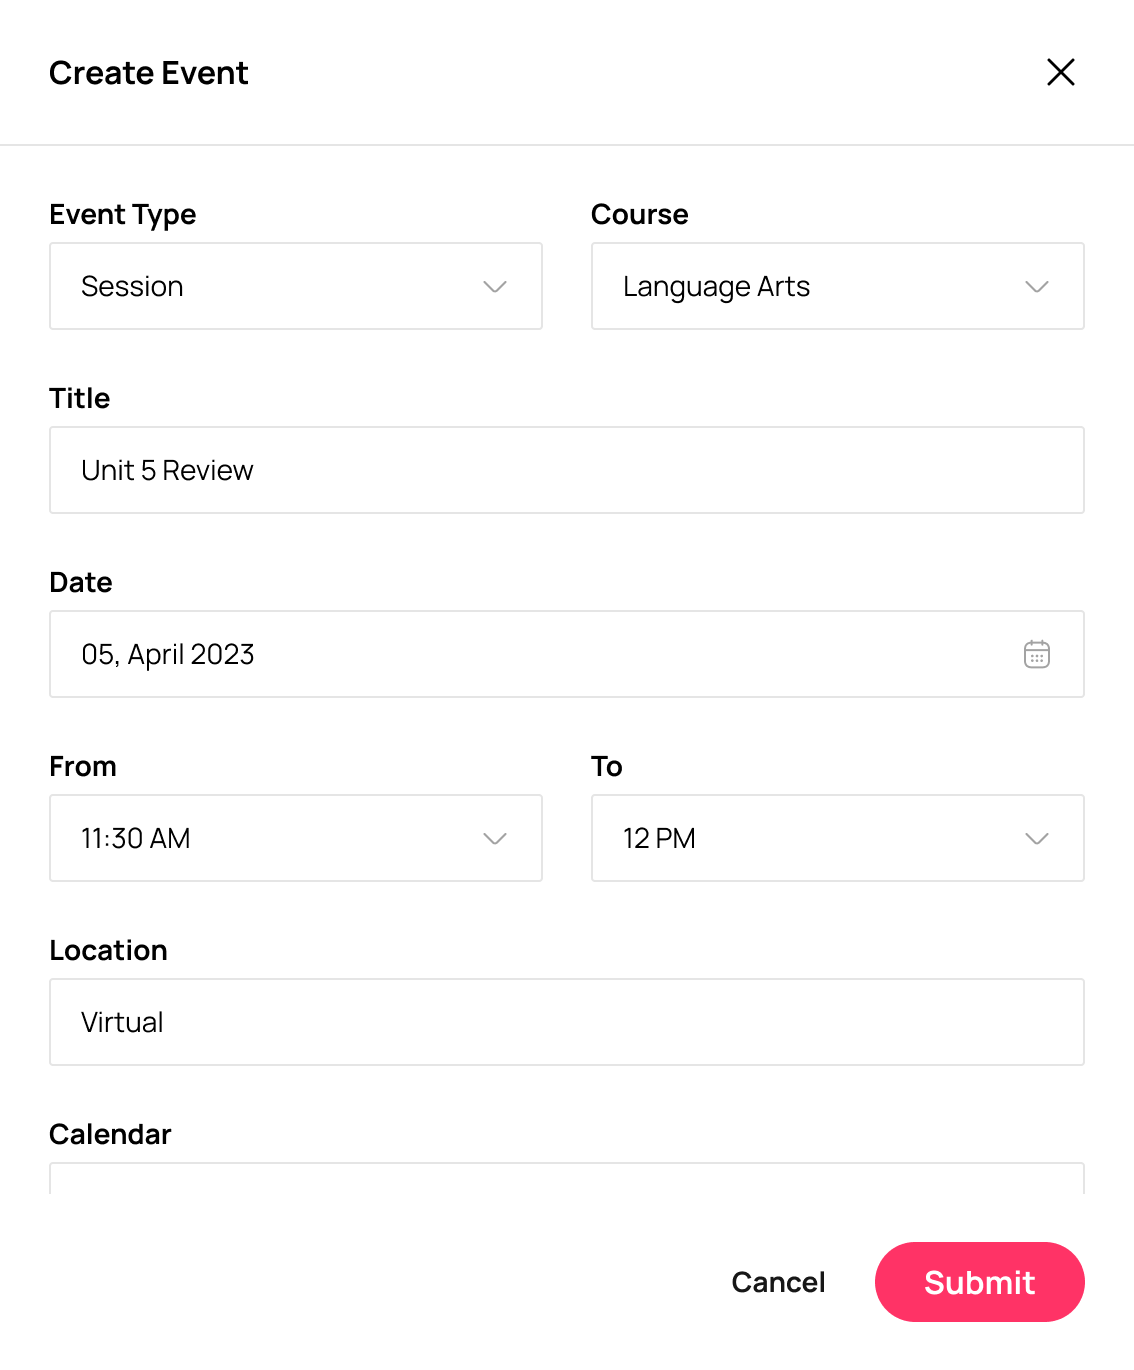 Create Event
Event Type
Course
Session
Language Arts
Title
Unit 5 Review
Date
05, April 2023
From
To
11:30 AM
12 PM
Location
Virtual
Calendar
Cancel
Submit